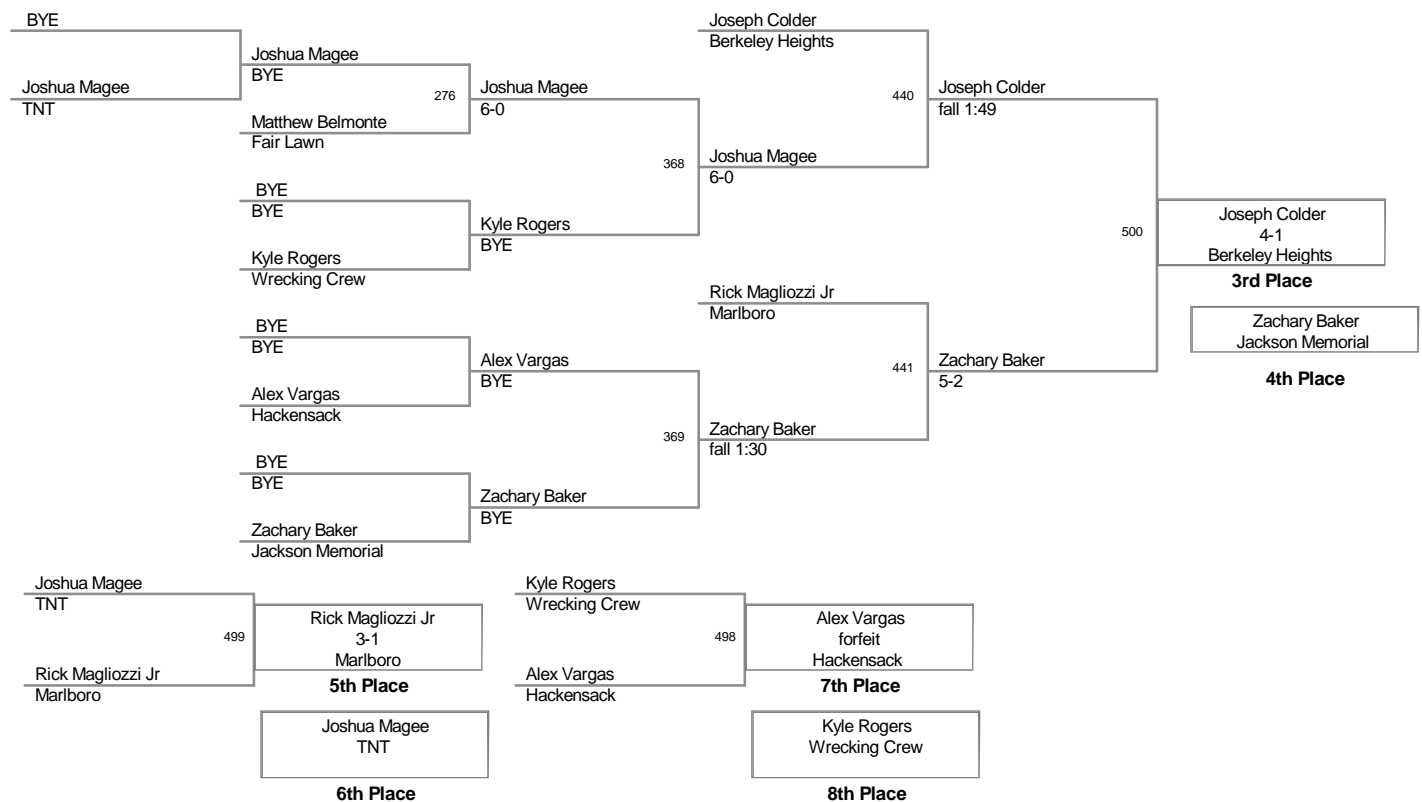 BYE
Joshua Magee
TNT
Joshua Magee
BYE
276
Matthew Belmonte
Fair Lawn
Joshua Magee
6-0
BYE
BYE
Kyle Rogers
Wrecking Crew
Kyle Rogers
BYE
368
Joshua Magee
6-0
Joseph Colder
Berkeley Heights
440
Joseph Colder
fall 1:49
BYE
BYE
Alex Vargas
Hackensack
Alex Vargas
BYE
BYE
BYE
Zachary Baker
Jackson Memorial
Zachary Baker
BYE
369
Zachary Baker
fall 1:30
Rick Magliozzi Jr
Marlboro
441
Zachary Baker
5-2
500
Joseph Colder
4-1
Berkeley Heights
3rd Place
Zachary Baker
Jackson Memorial
4th Place
Joshua Magee
TNT
499
Rick Magliozzi Jr
Marlboro
Rick Magliozzi Jr
3-1
Marlboro
5th Place
Joshua Magee
TNT
6th Place
Kyle Rogers
Wrecking Crew
498
Alex Vargas
Hackensack
Alex Vargas
forfeit
Hackensack
7th Place
Kyle Rogers
Wrecking Crew
8th Place